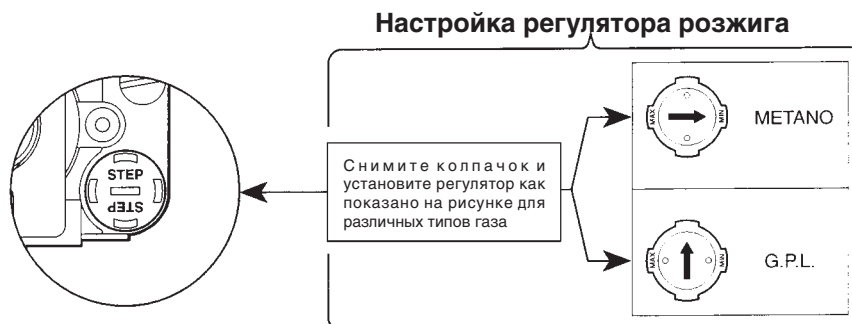 Настройка регулятора розжига
STEP
STEP
Снимите колпачок и
установите регулятор как
показано на рисунке для
различных типов газа
MAX
MIN
METANO
MAX
MIN
G.P.L.